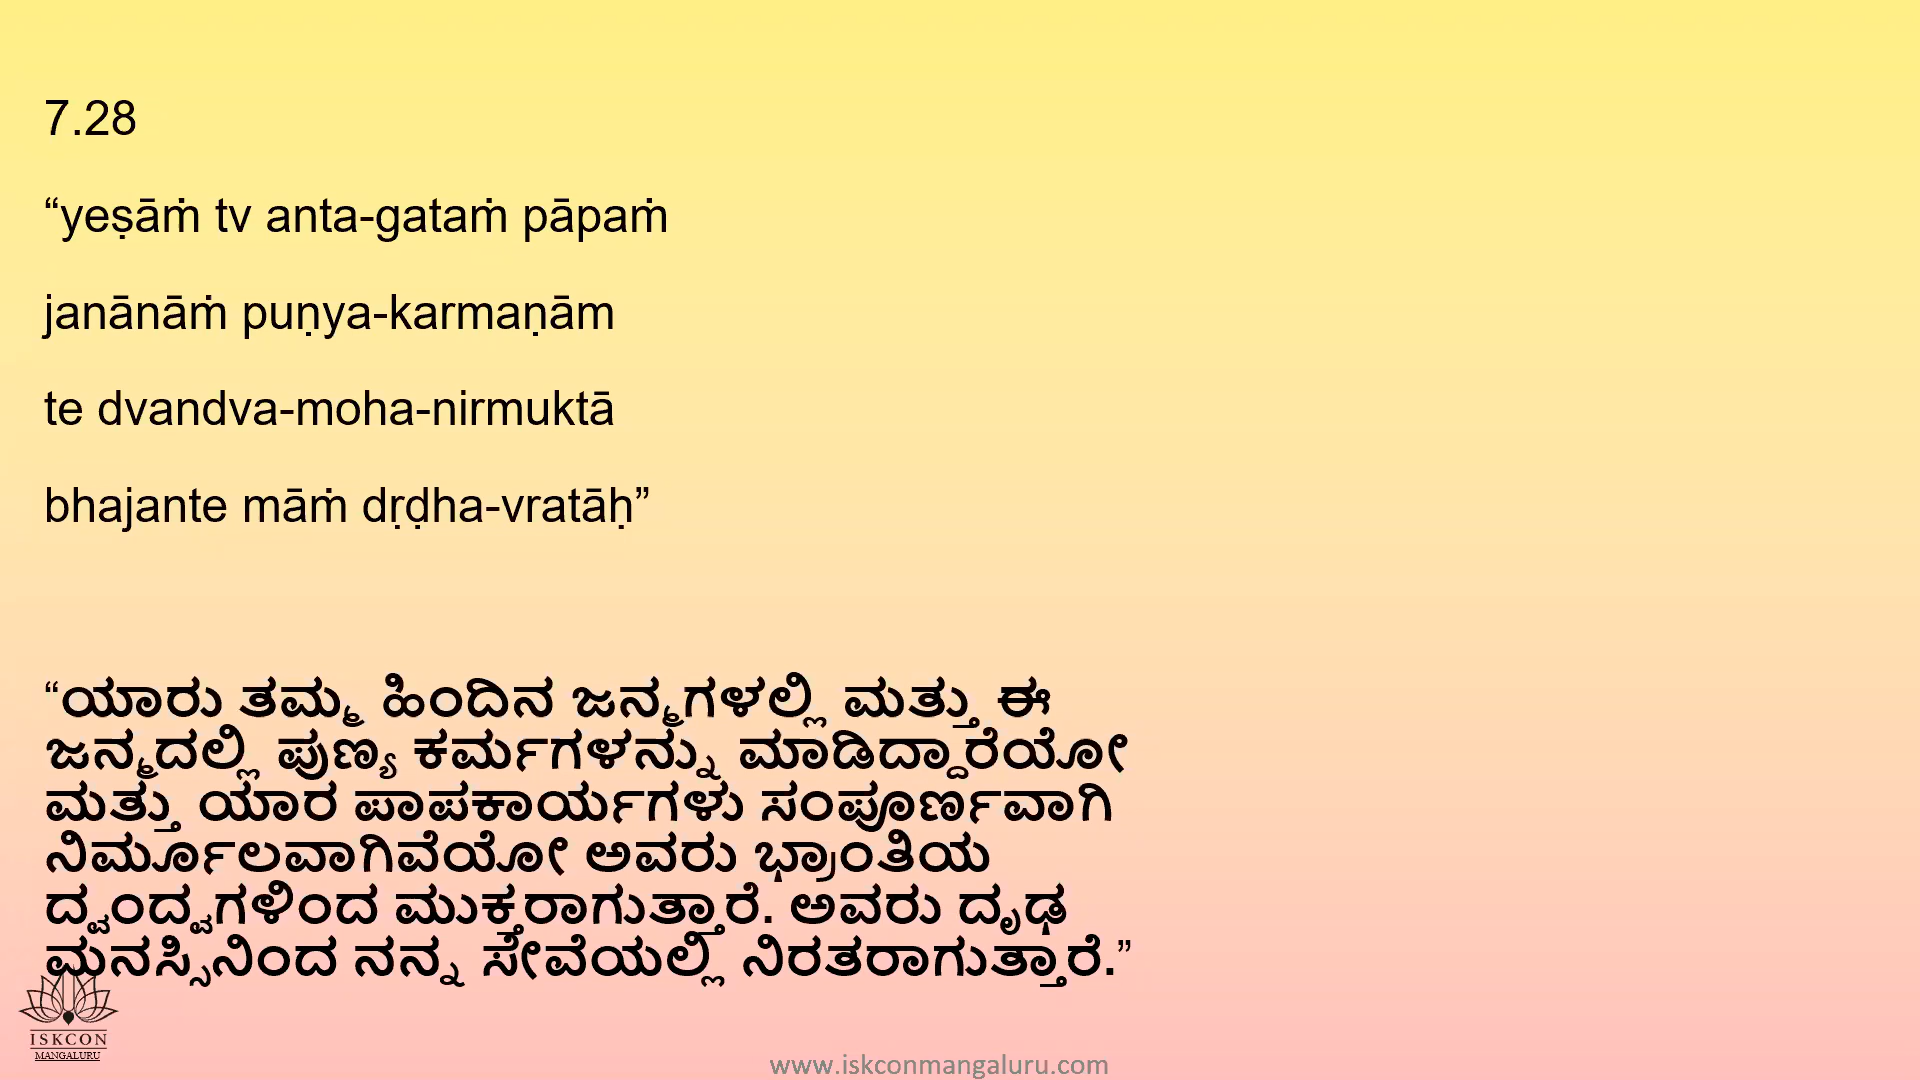 7.28
“yeṣāṁ tv anta-gataṁ pāpaṁ
janānāṁ puṇya-karmaṇām
te dvandva-moha-nirmuktā
bhajante māṁ dṛḍha-vratāḥ”
“ಯಾರು ತಮ್ಮ ಹಿಂದಿನ ಜನ್ಮಗಳಲ್ಲಿ ಮತ್ತು ಈ
ಜನ್ಮದಲ್ಲಿ ಪುಣ್ಯ ಕರ್ಮಗಳನ್ನು ಮಾಡಿದ್ದಾರೆಯೋ
ಮತ್ತು ಯಾರ ಪಾಪಕಾರ್ಯಗಳು ಸಂಪೂರ್ಣವಾಗಿ
ನಿರ್ಮೂಲವಾಗಿವೆಯೋ ಅವರು ಭ್ರಾಂತಿಯ
ದ್ವಂದ್ವಗಳಿಂದ ಮುಕ್ತರಾಗುತ್ತಾರೆ. ಅವರು ದೃಢ
ಮನಸ್ಸಿನಿಂದ ನನ್ನ ಸೇವೆಯಲ್ಲಿ ನಿರತರಾಗುತ್ತಾರೆ.”
ISKCON
MANGALURU
www.iskconmangaluru.com